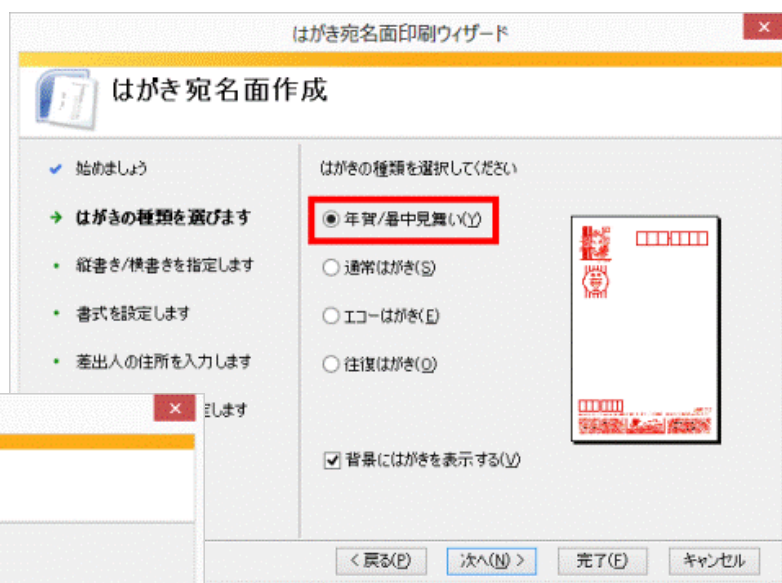 はがき宛名面印刷ウィザード
はがき宛名面作成
始めましょう
はがきの種類を選びます
縦書き/横書きを指定します
書式を設定します
差出人の住所を入力します
定します
はがきの種類を選択してください
年賀/暑中見舞い(Y)
通常はがき(S)
エコーはがき(E)
往復はがき(O)
背景にはがきを表示する(V)
< 戻る(P)
次へ(N) >
完了(F)
キャンセル